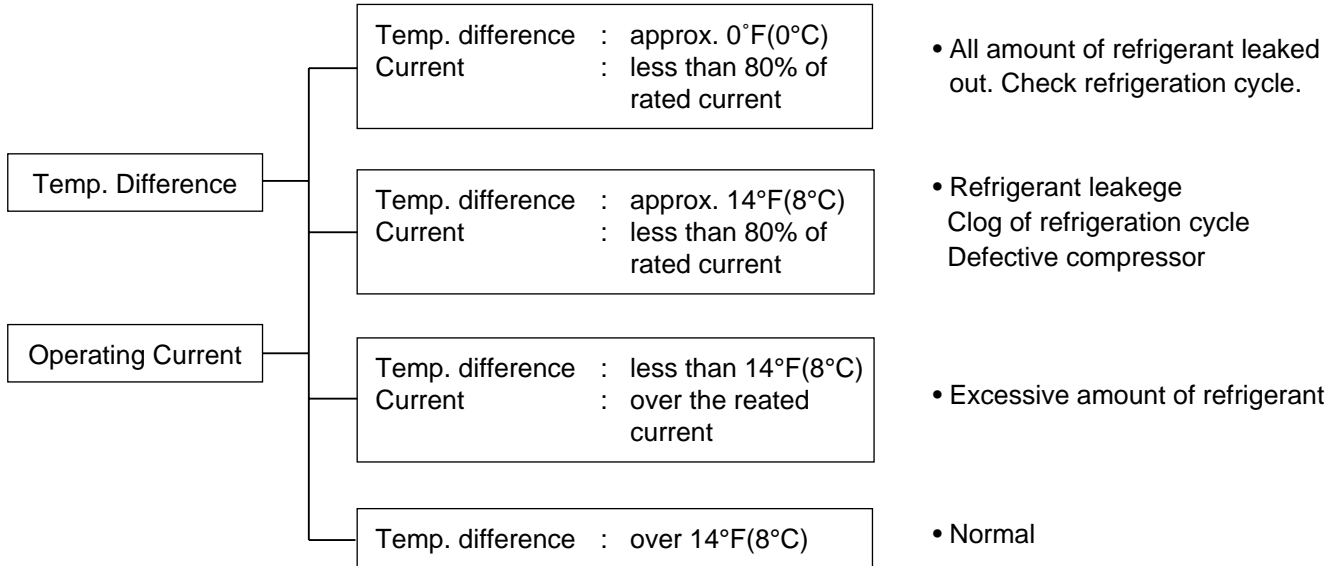 Temp. Difference
Operating Current
Temp. difference : approx. 0˚F(0°C)
Current : less than 80% of
rated current
• All amount of refrigerant leaked
out. Check refrigeration cycle.
Temp. difference : approx. 14°F(8°C)
Current : less than 80% of
rated current
• Refrigerant leakege
Clog of refrigeration cycle
Defective compressor
Temp. difference : less than 14°F(8°C)
Current : over the reated
current
• Excessive amount of refrigerant
Temp. difference : over 14°F(8°C)
• Normal